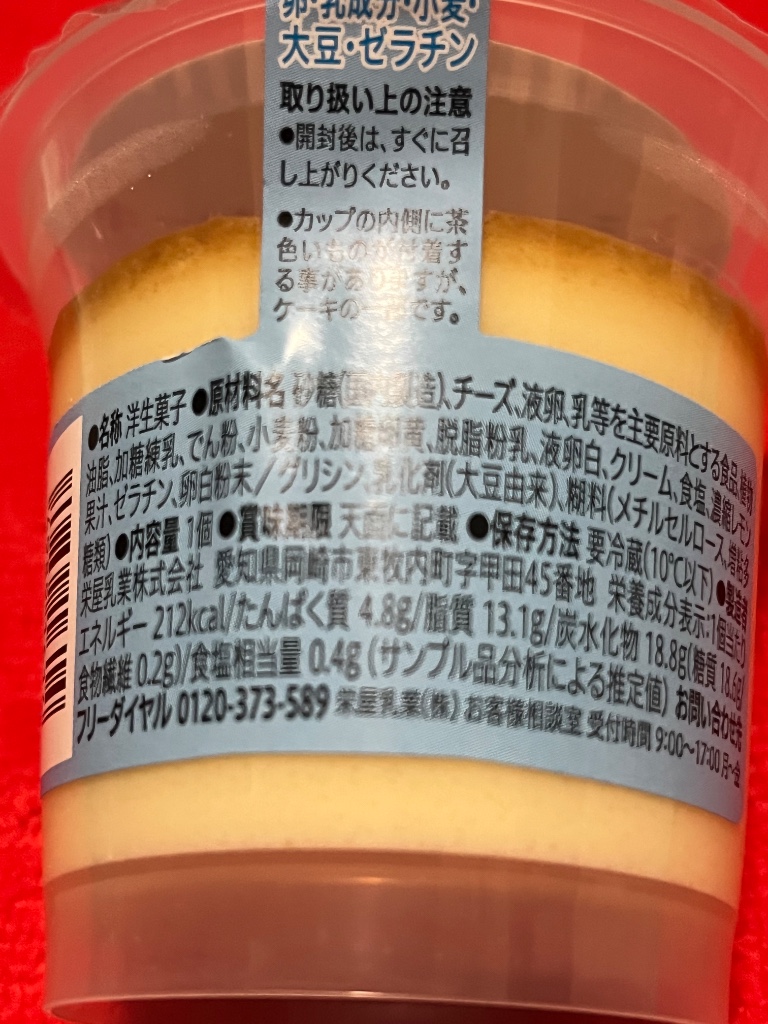 卵・乳成分・小麦・
大豆・ゼラチン
取り扱い上の注意
●開封後は、すぐに召
し上がりください。
●カップの内側に茶
色いものが付着す
る事がありますが、
ケーキの一部です。
●名称 洋生菓子 ●原材料名 砂糖(国内製造)、チーズ、液卵、乳等を主要原料とする食品、植物
油脂、加糖練乳、でん粉、小麦粉、加糖卵黄、脱脂粉乳、液卵白、クリーム、食塩、濃縮レモン
果汁、ゼラチン、卵白粉末/グリシン、乳化剤(大豆由来)、糊料(メチルセルロース、増粘多
糖類) ●内容量 1個 ●賞味期限 天面に記載 ●保存方法 要冷蔵(10℃以下) ●製造者
栄屋乳業株式会社 愛知県岡崎市東牧内町字甲田45番地 栄養成分表示:1個当たり
エネルギー 212kcal/たんぱく質 4.8g/脂質 13.1g/炭水化物 18.8g(糖質 18.6g
食物繊維 0.2g)/食塩相当量 0.4g (サンプル品分析による推定値) お問い合わせ先
フリーダイヤル 0120-373-589 栄屋乳業(株) お客様相談室 受付時間 9:00〜17:00 月〜金